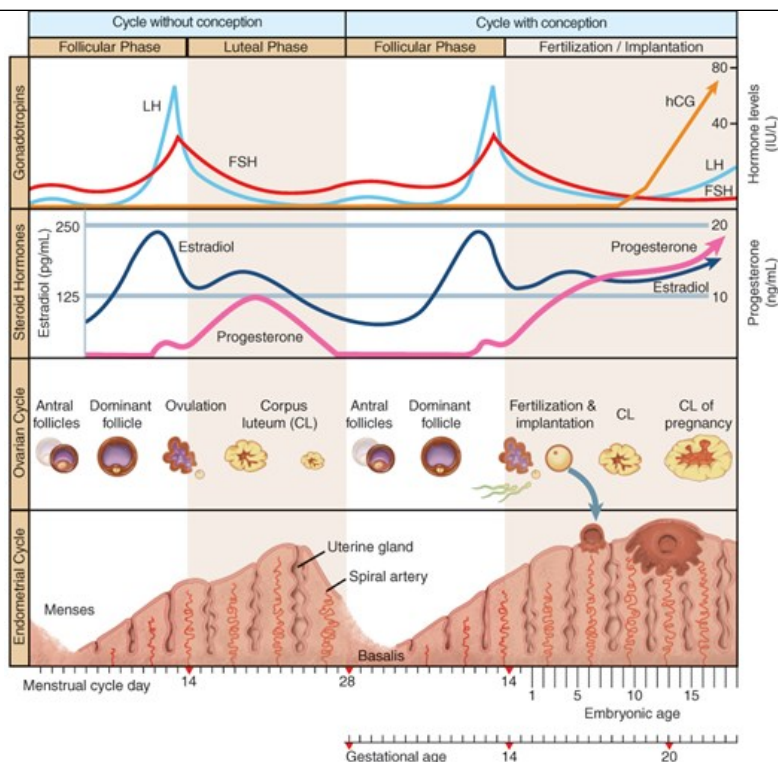 Cycle without conception
Cycle with conception
Follicular Phase
Luteal Phase
Follicular Phase
Fertilization / Implantation
Gonadotropins
LH
FSH
hCG
LH
FSH
80
40
Hormone levels
(IU/L)
Steroid Hormones
Estradiol (pg/mL)
250
125
Estradiol
Progesterone
Progesterone
Estradiol
20
10
Progesterone
(ng/mL)
Ovarian Cycle
Antral
follicles
Dominant
follicle
Ovulation
Corpus
luteum (CL)
Antral
follicles
Dominant
follicle
Fertilization &
implantation
CL
CL of
pregnancy
Endometrial Cycle
Menses
Uterine gland
Spiral artery
Basalis
Menstrual cycle day
14
28
14
1
5
10
15
Embryonic age
Gestational age
14
20